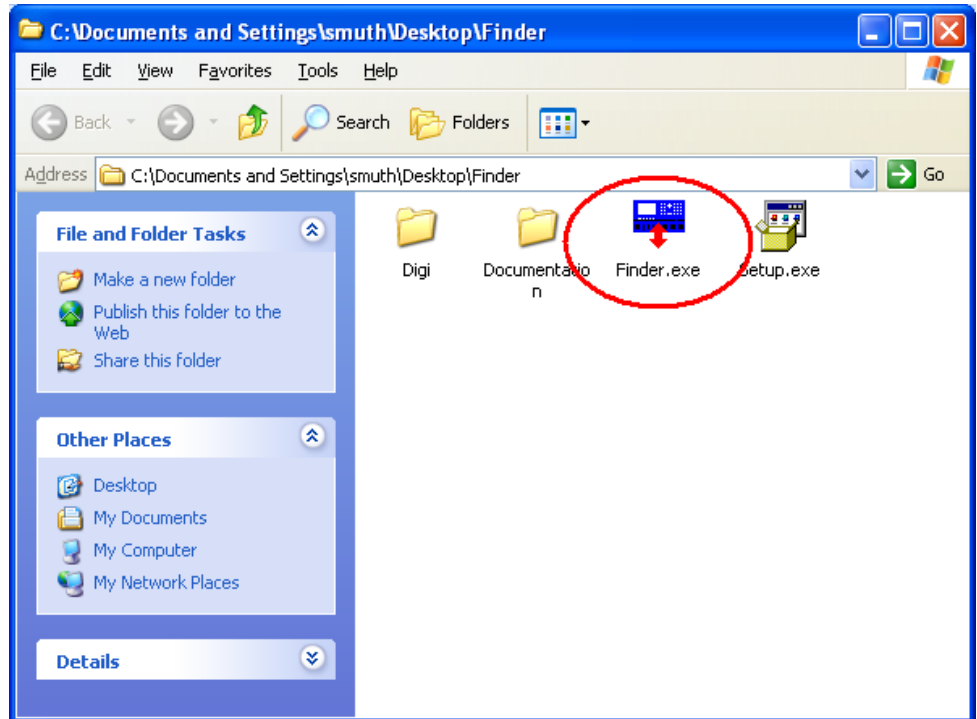 C:\Documents and Settings\smuth\Desktop\Finder
File Edit View Favorites Tools Help
Back Search Folders
Address C:\Documents and Settings\smuth\Desktop\Finder Go
File and Folder Tasks
Make a new folder
Publish this folder to the
Web
Share this folder
Other Places
Desktop
My Documents
My Computer
My Network Places
Details
Digi
Documentatio
n
Finder.exe
Setup.exe